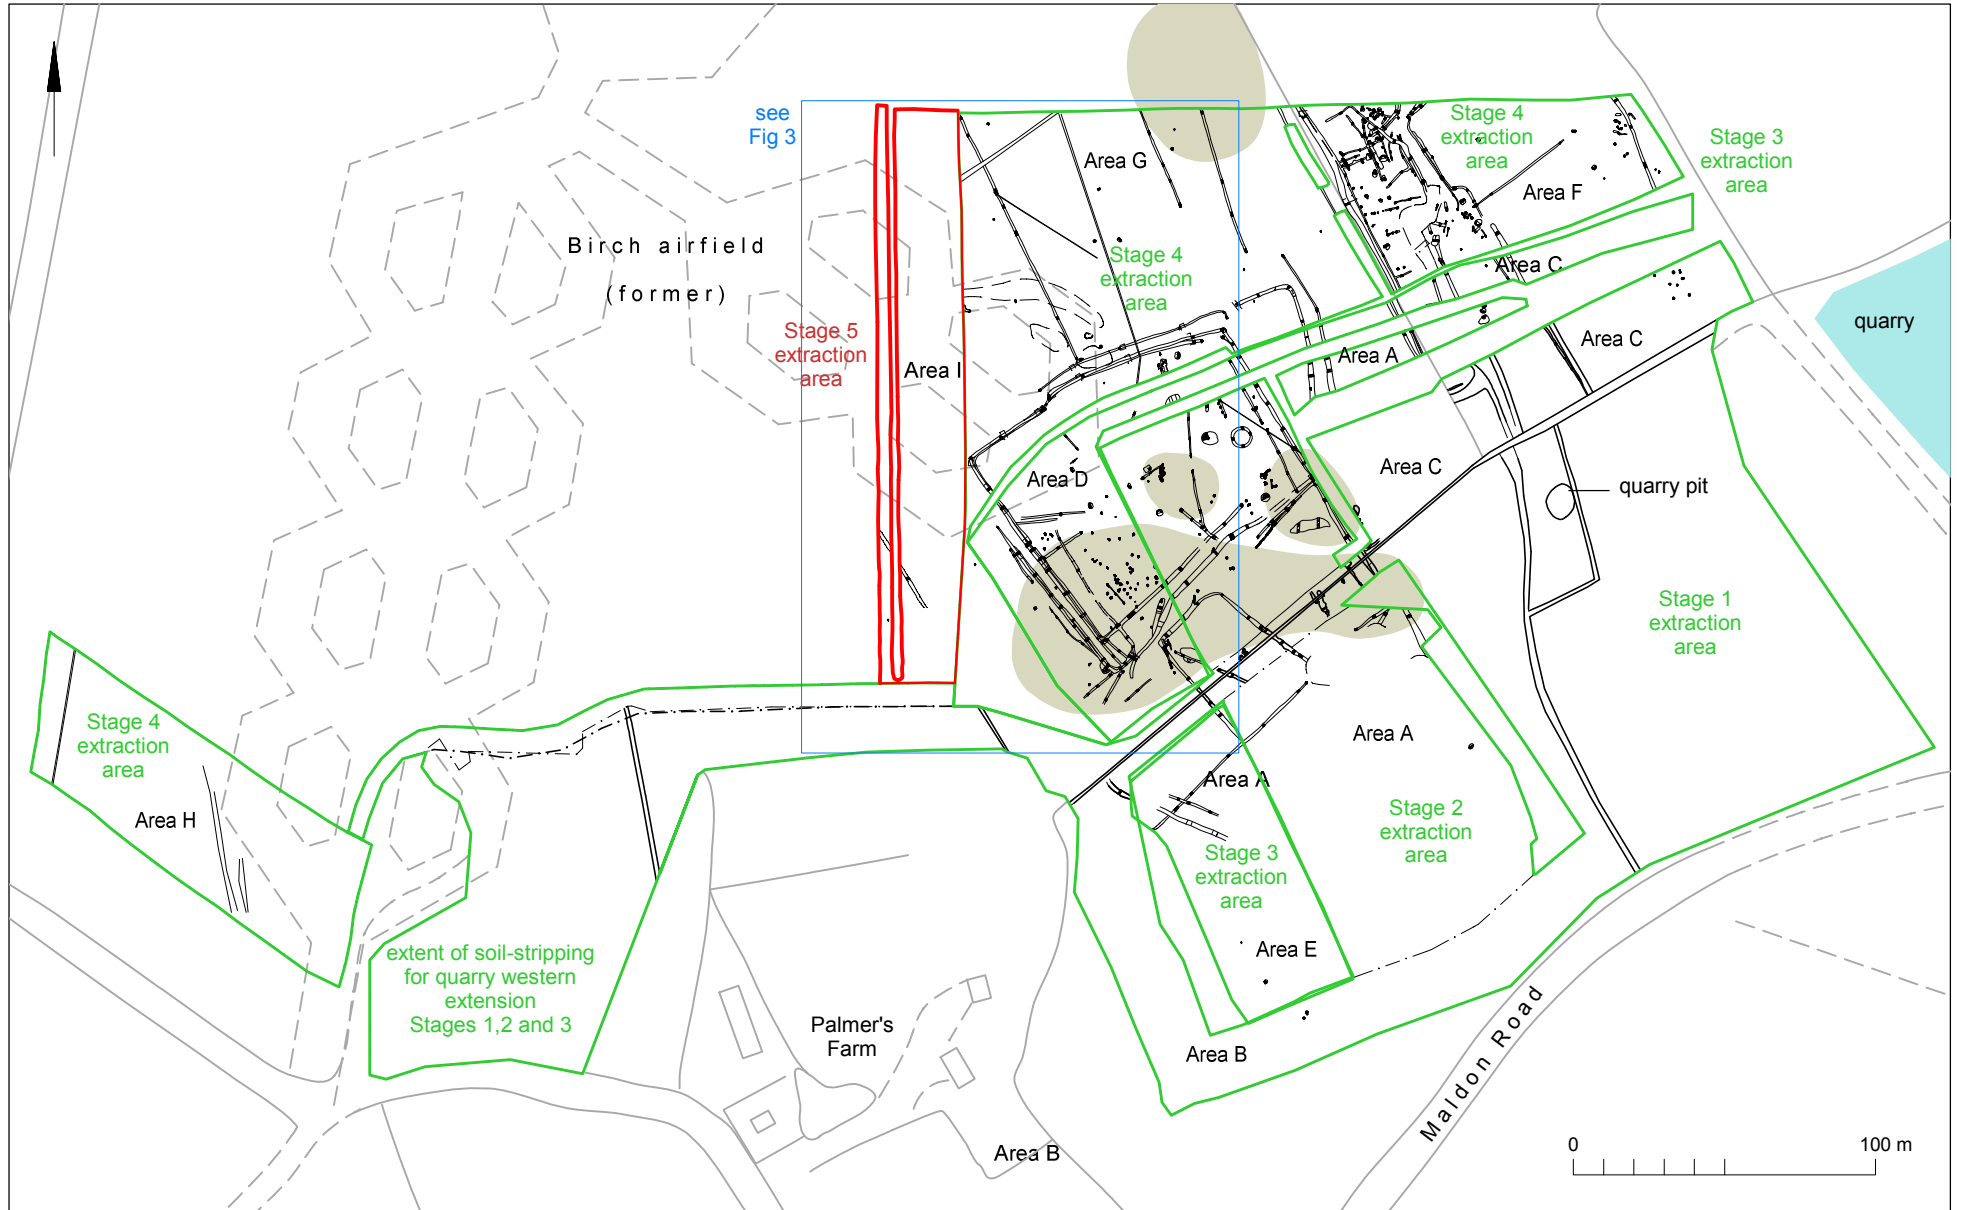 see
Fig 3
Stage 4
extraction
area
Stage 3
extraction
area
Area G
Area F
Birch airfield
(former)
Stage 4
extraction
area
Area C
quarry
Stage 5
extraction
area
Area I
Area A
Area C
Area D
Area C
quarry pit
Stage 1
extraction
area
Stage 4
extraction
area
Area H
Area A
Area A
Stage 2
extraction
area
Stage 3
extraction
area
Area E
extent of soil-stripping
for quarry western
extension
Stages 1,2 and 3
Palmer's
Farm
Area B
Maldon Road
Area B
0
100 m